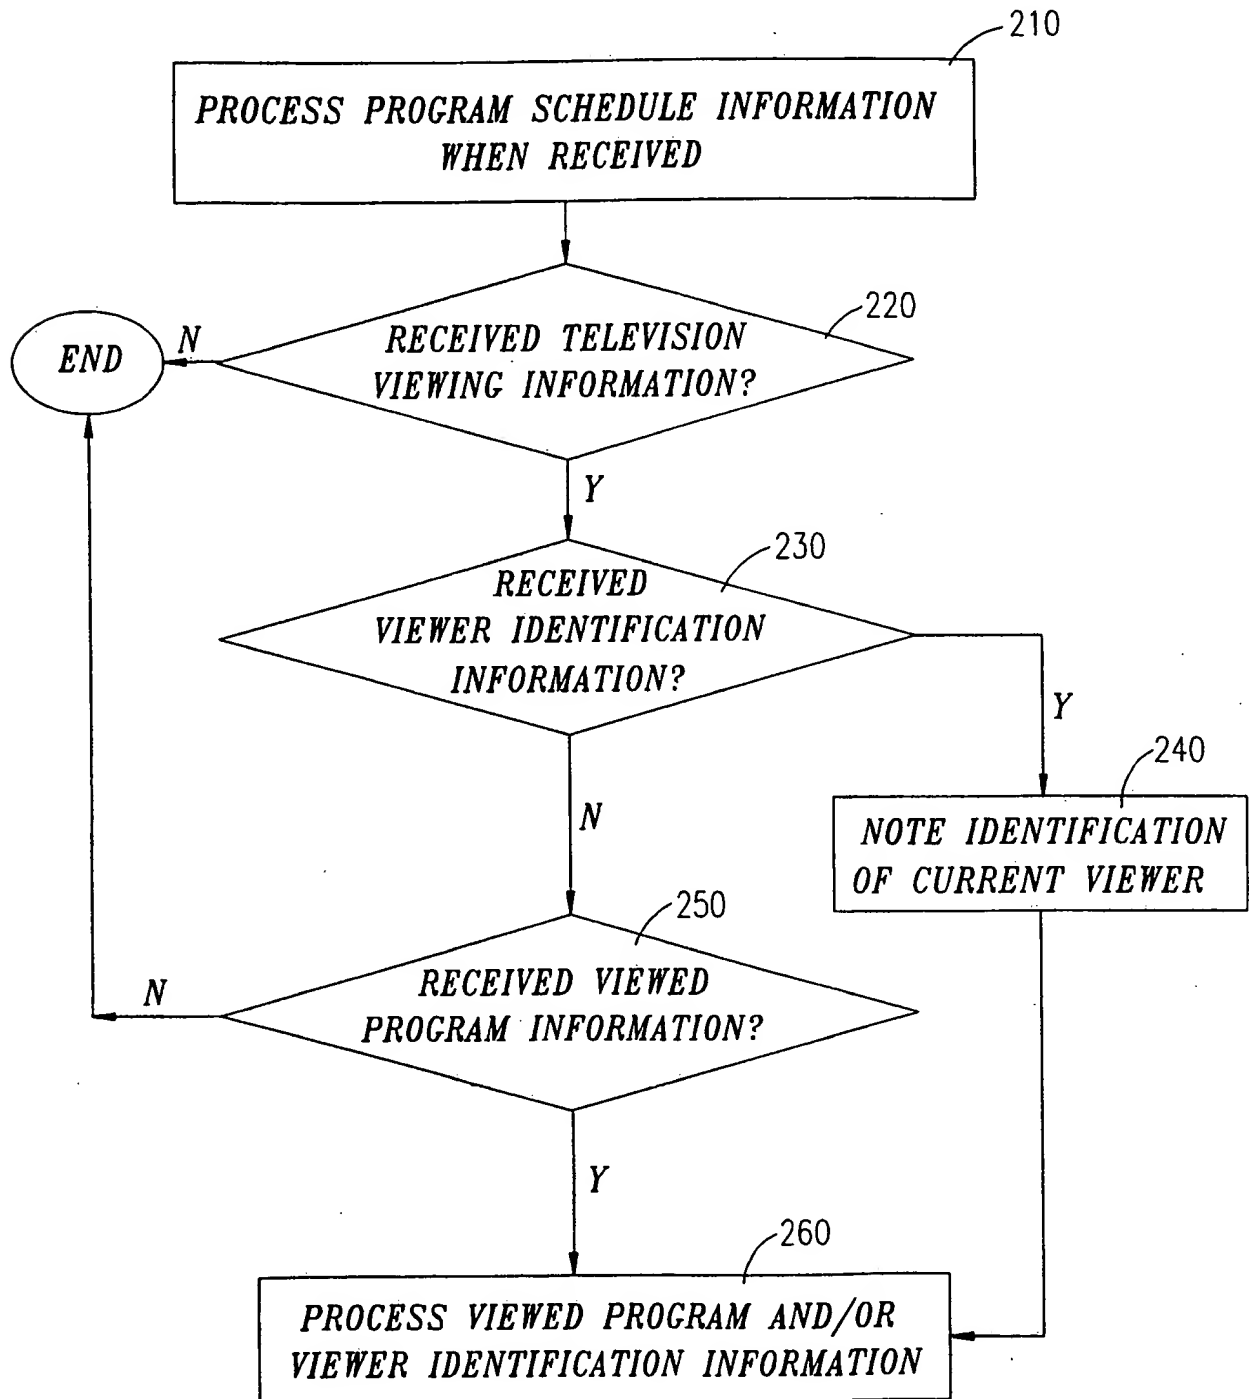 210
PROCESS PROGRAM SCHEDULE INFORMATION
WHEN RECEIVED
220
RECEIVED TELEVISION
VIEWING INFORMATION?
N
END
Y
230
RECEIVED
VIEWER IDENTIFICATION
INFORMATION?
Y
240
NOTE IDENTIFICATION
OF CURRENT VIEWER
N
250
RECEIVED VIEWED
PROGRAM INFORMATION?
N
Y
260
PROCESS VIEWED PROGRAM AND/OR
VIEWER IDENTIFICATION INFORMATION